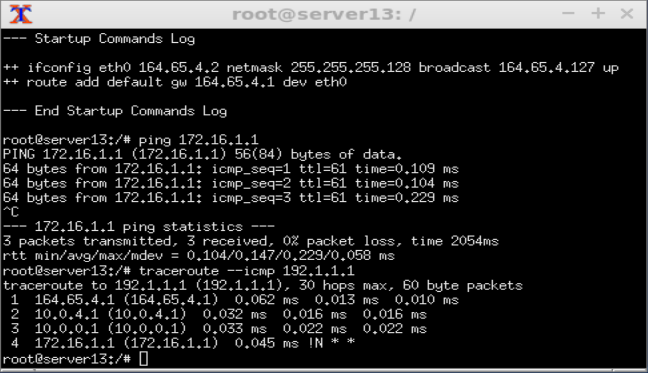 root@server13: /
--- Startup Commands Log
++ ifconfig eth0 164.65.4.2 netmask 255.255.255.128 broadcast 164.65.4.127 up
++ route add default gw 164.65.4.1 dev eth0
--- End Startup Commands Log
root@server13:/# ping 172.16.1.1
PING 172.16.1.1 (172.16.1.1) 56(84) bytes of data.
64 bytes from 172.16.1.1: icmp_seq=1 ttl=61 time=0.109 ms
64 bytes from 172.16.1.1: icmp_seq=2 ttl=61 time=0.104 ms
64 bytes from 172.16.1.1: icmp_seq=3 ttl=61 time=0.229 ms
^C
--- 172.16.1.1 ping statistics ---
3 packets transmitted, 3 received, 0% packet loss, time 2054ms
rtt min/avg/max/mdev = 0.104/0.147/0.229/0.058 ms
root@server13:/# traceroute --icmp 192.1.1.1
traceroute to 192.1.1.1 (192.1.1.1), 30 hops max, 60 byte packets
1 164.65.4.1 (164.65.4.1) 0.062 ms 0.013 ms 0.010 ms
2 10.0.4.1 (10.0.4.1) 0.032 ms 0.016 ms 0.016 ms
3 10.0.0.1 (10.0.0.1) 0.033 ms 0.022 ms 0.022 ms
4 172.16.1.1 (172.16.1.1) 0.045 ms !N * *
root@server13:/#